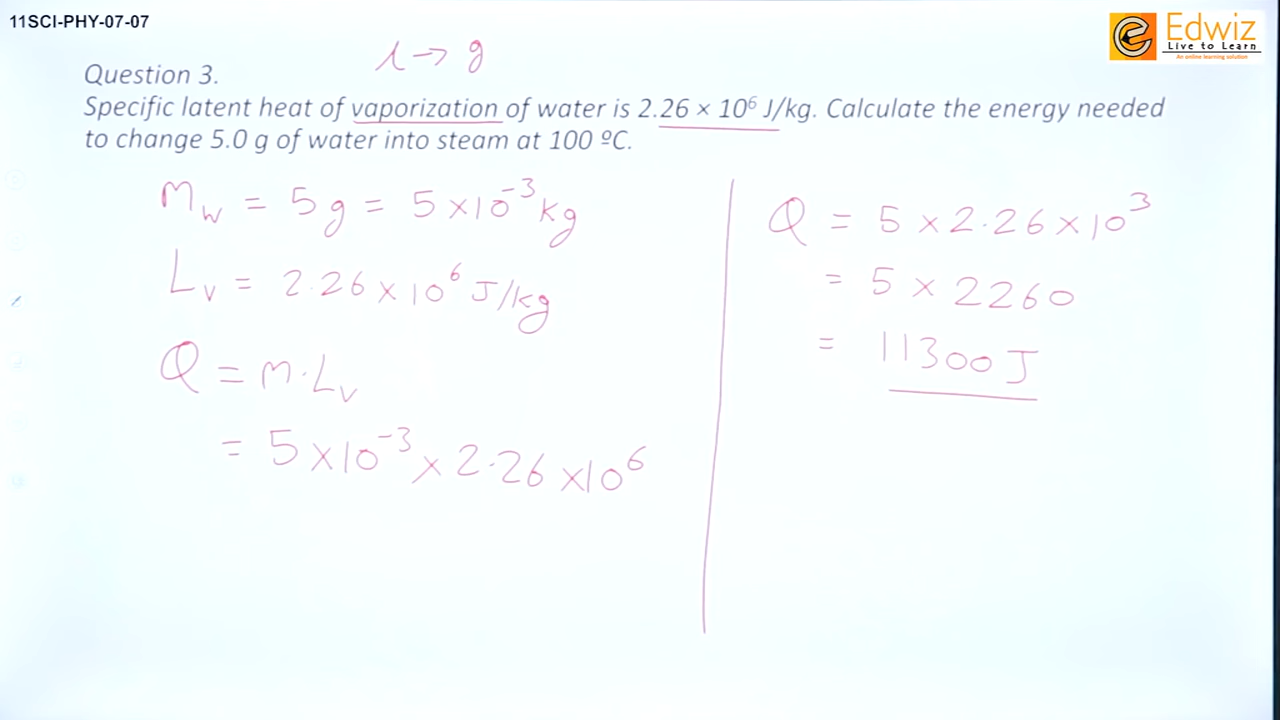 11SCI-PHY-07-07
Edwiz
Live to Learn
An online learning solution
l → g
Question 3.
Specific latent heat of vaporization of water is 2.26 × 10⁶ J/kg. Calculate the energy needed
to change 5.0 g of water into steam at 100 ºC.
m_w = 5g = 5×10⁻³ kg
L_v = 2.26×10⁶ J/kg
Q = m·L_v
= 5×10⁻³ × 2.26×10⁶
Q = 5×2.26×10³
= 5 × 2260
= 11300 J